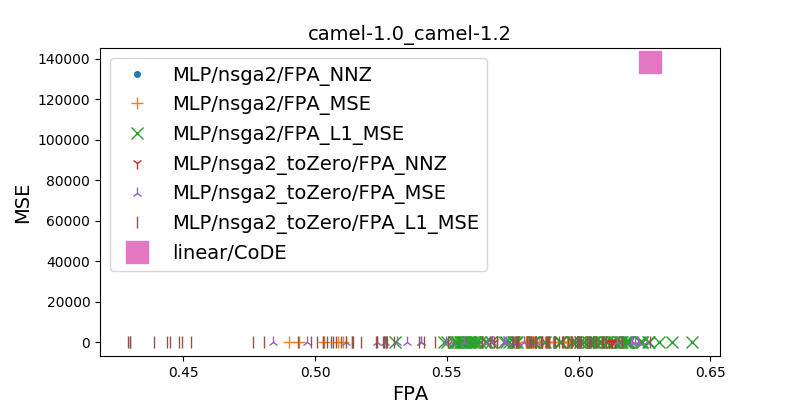 camel-1.0_camel-1.2
140000
120000
100000
80000
60000
40000
20000
0
MSE
MLP/nsga2/FPA_NNZ
MLP/nsga2/FPA_MSE
MLP/nsga2/FPA_L1_MSE
MLP/nsga2_toZero/FPA_NNZ
MLP/nsga2_toZero/FPA_MSE
MLP/nsga2_toZero/FPA_L1_MSE
linear/CoDE
0.45 0.50 0.55 0.60 0.65
FPA